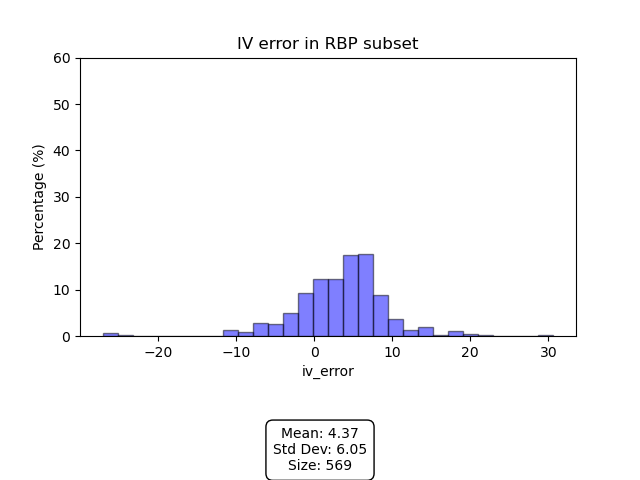 IV error in RBP subset
60
50
40
30
20
10
0
Percentage (%)
−20
−10
0
10
20
30
iv_error
Mean: 4.37
Std Dev: 6.05
Size: 569